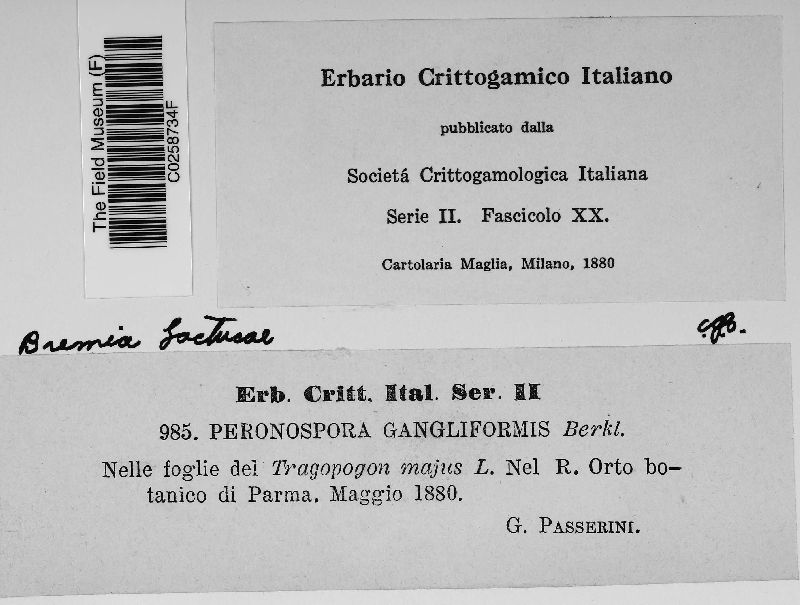 The Field Museum (F)
C0258734F
Erbario Crittogamico Italiano
pubblicato dalla
Societá Crittogamologica Italiana
Serie II. Fascicolo XX.
Cartolaria Maglia, Milano, 1880
Bremia lactucae
Erb. Critt. Ital. Ser. II
985. PERONOSPORA GANGLIFORMIS Berkl.
Nelle foglie del Tragopogon majus L. Nel R. Orto bo-
tanico di Parma. Maggio 1880.
G. PASSERINI.